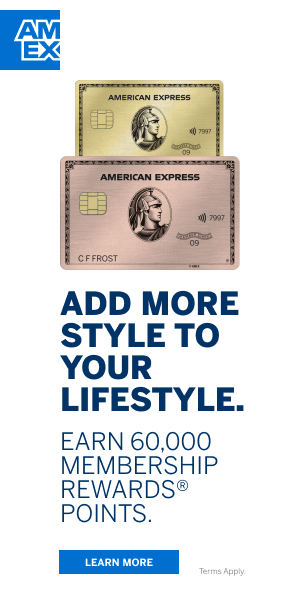 AM
EX
AMERICAN EXPRESS
7997
09
AMERICAN EXPRESS
7997
09
C F FROST
ADD MORE
STYLE TO
YOUR
LIFESTYLE.
EARN 60,000
MEMBERSHIP
REWARDS®
POINTS.
LEARN MORE
Terms Apply.